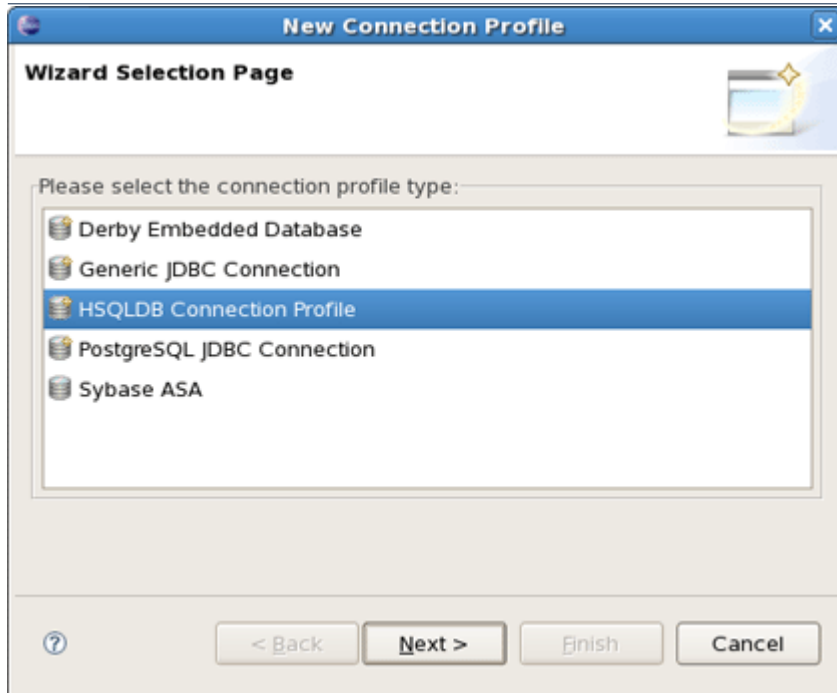 New Connection Profile
Wizard Selection Page
Please select the connection profile type:
Derby Embedded Database
Generic JDBC Connection
HSQLDB Connection Profile
PostgreSQL JDBC Connection
Sybase ASA
? < Back Next > Finish Cancel